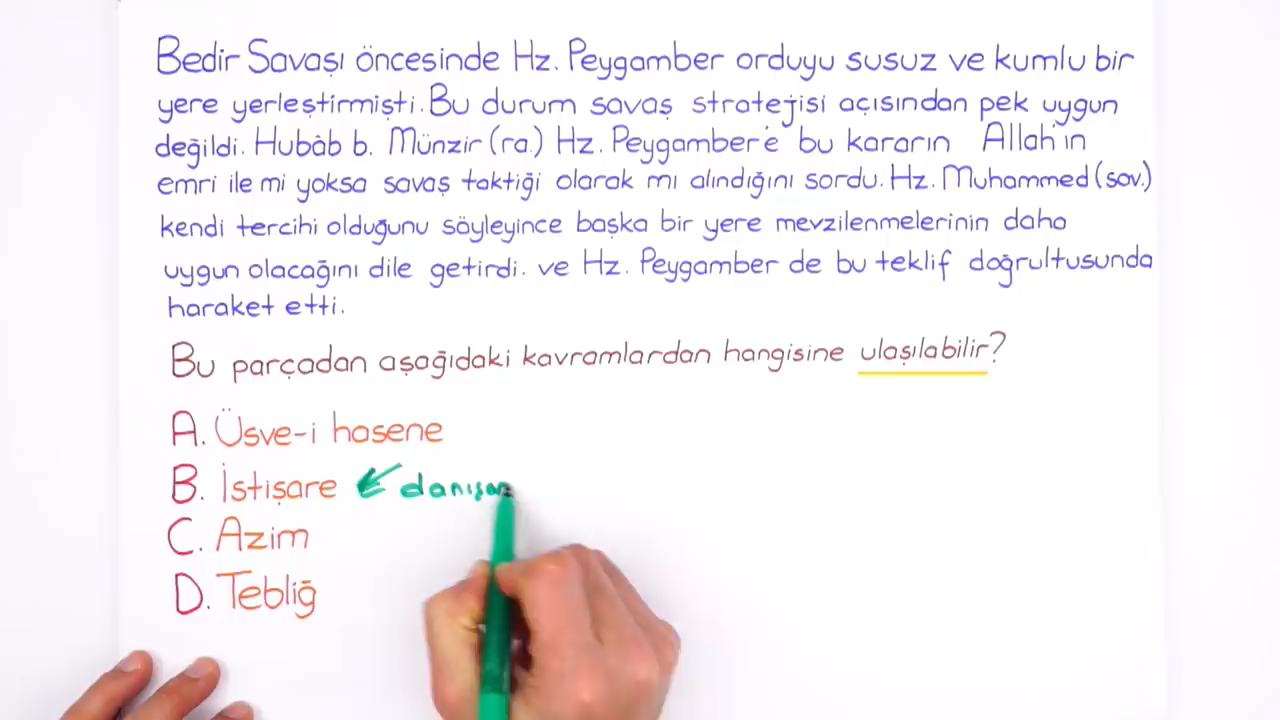 Bedir Savaşı öncesinde Hz. Peygamber orduyu susuz ve kumlu bir
yere yerleştirmişti. Bu durum savaş stratejisi açısından pek uygun
değildi. Hubâb b. Münzir (ra.) Hz. Peygamber'e bu kararın Allah'ın
emri ile mi yoksa savaş taktiği olarak mı alındığını sordu. Hz. Muhammed (sav.)
kendi tercihi olduğunu söyleyince başka bir yere mevzilenmelerinin daha
uygun olacağını dile getirdi. ve Hz. Peygamber de bu teklif doğrultusunda
haraket etti.
Bu parçadan aşağıdaki kavramlardan hangisine ulaşılabilir?
A. Üsve-i hasene
B. İstişare danışa
C. Azim
D. Tebliğ